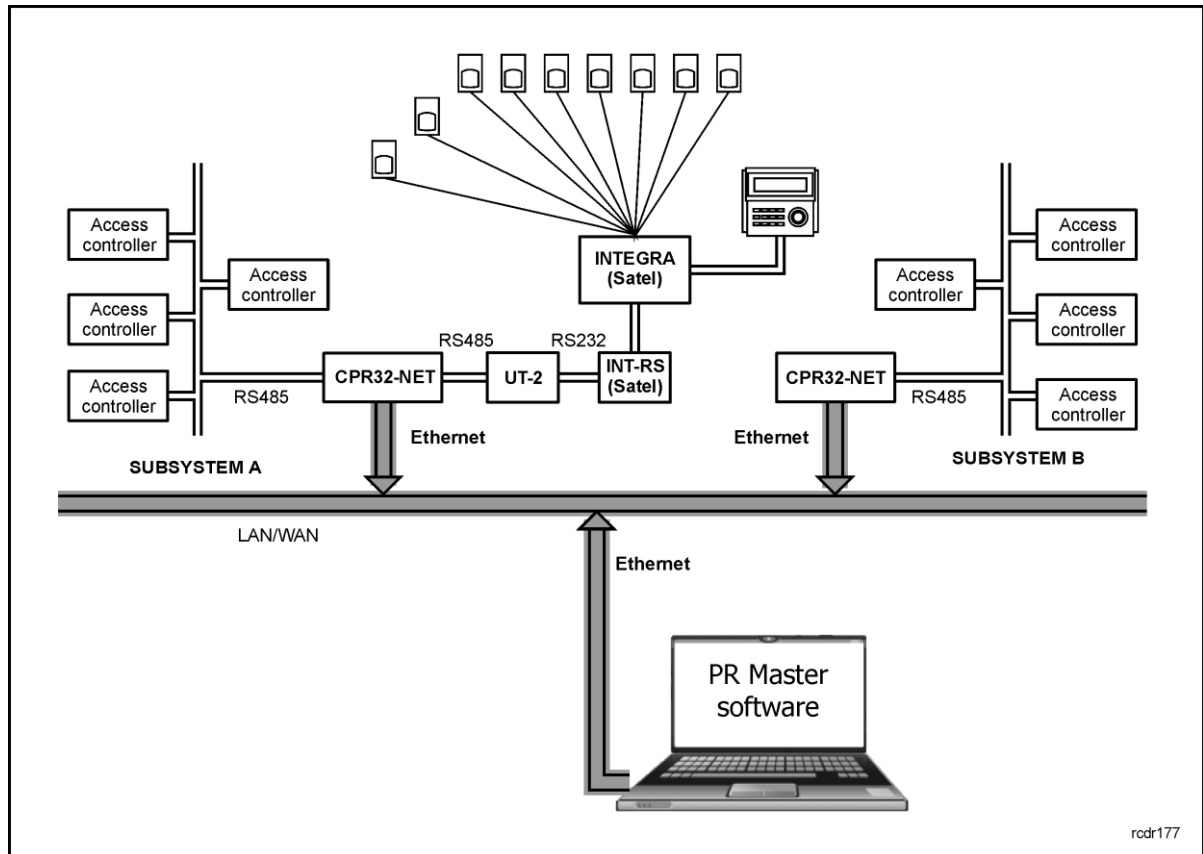 INTEGRA
(Satel)
Access
controller
Access
controller
Access
controller
Access
controller
RS485
CPR32-NET
RS485
UT-2
RS232
INT-RS
(Satel)
Ethernet
SUBSYSTEM A
Access
controller
Access
controller
Access
controller
Access
controller
CPR32-NET
RS485
Ethernet
SUBSYSTEM B
LAN/WAN
Ethernet
PR Master
software
rcdr177